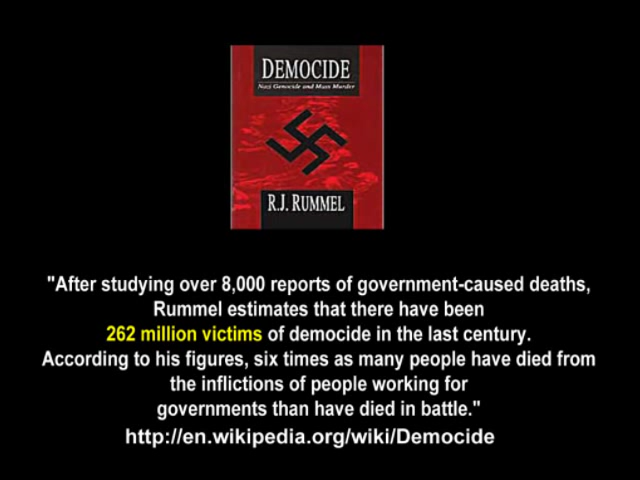 DEMOCIDE
Nazi Genocide and Mass Murder
R.J. RUMMEL
"After studying over 8,000 reports of government-caused deaths,
Rummel estimates that there have been
262 million victims of democide in the last century.
According to his figures, six times as many people have died from
the inflictions of people working for
governments than have died in battle."
http://en.wikipedia.org/wiki/Democide